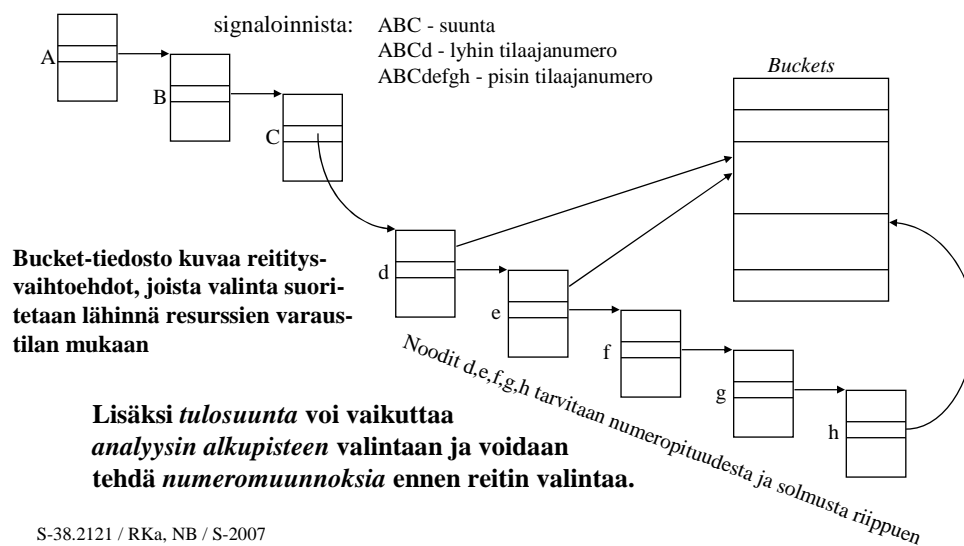 signaloinnista:
ABC - suunta
ABCd - lyhin tilaajanumero
ABCdefgh - pisin tilaajanumero
Buckets
A
B
C
d
e
f
g
h
Bucket-tiedosto kuvaa reititys-
vaihtoehdot, joista valinta suori-
tetaan lähinnä resurssien varaus-
tilan mukaan
Noodit d,e,f,g,h tarvitaan numeropituudesta ja solmusta riippuen
Lisäksi tulosuunta voi vaikuttaa
analyysin alkupisteen valintaan ja voidaan
tehdä numeromuunnoksia ennen reitin valintaa.
S-38.2121 / RKa, NB / S-2007